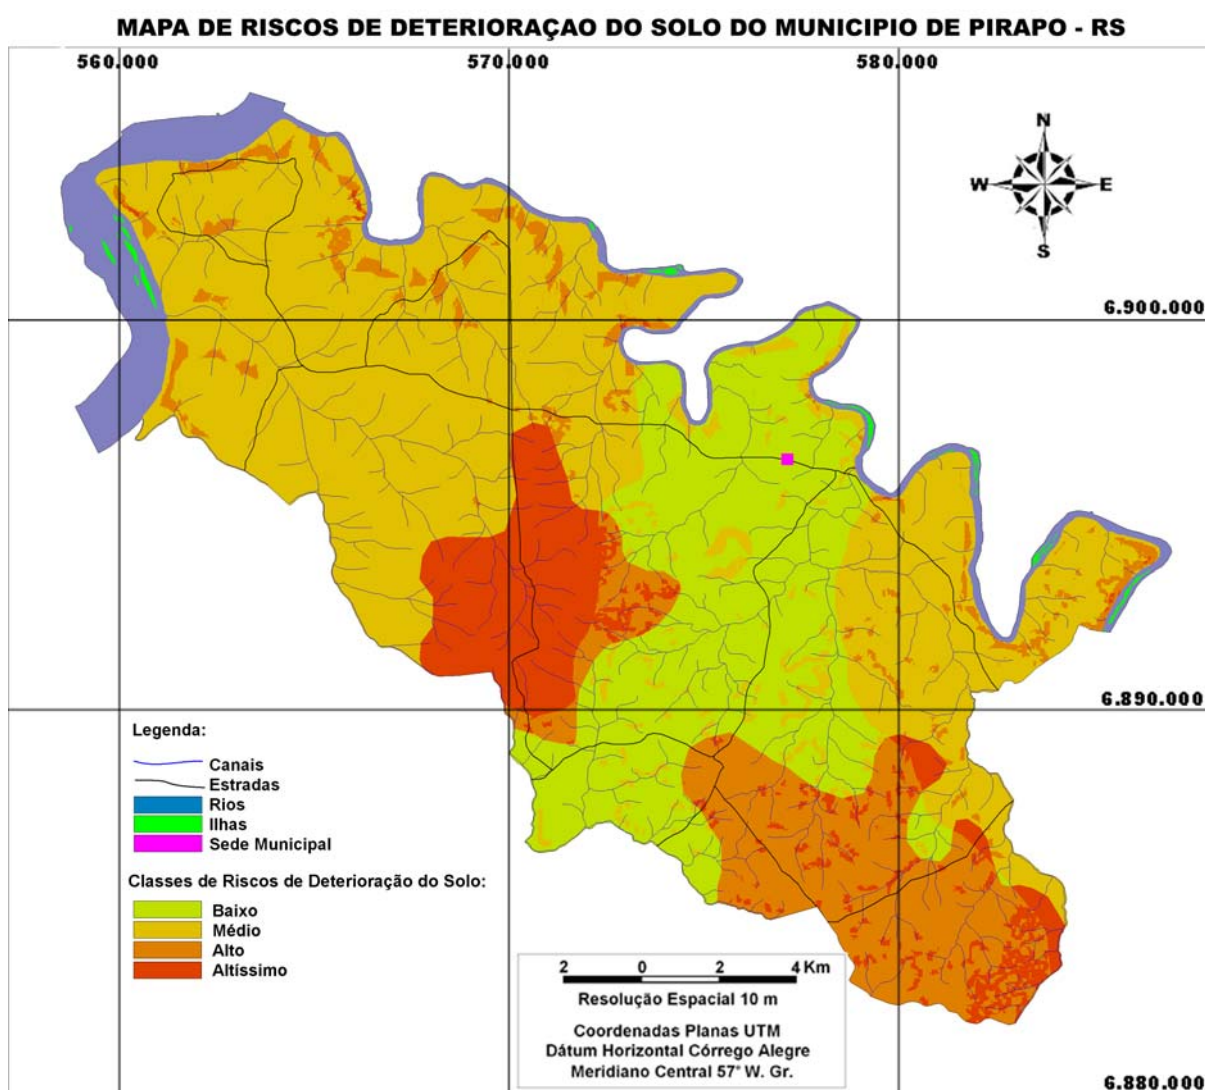 MAPA DE RISCOS DE DETERIORAÇAO DO SOLO DO MUNICIPIO DE PIRAPO - RS
560.000
570.000
580.000
N
W
E
S
6.900.000
6.890.000
Legenda:
Canais
Estradas
Rios
Ilhas
Sede Municipal
Classes de Riscos de Deterioração do Solo:
Baixo
Médio
Alto
Altíssimo
2 0 2 4 Km
Resolução Espacial 10 m
Coordenadas Planas UTM
Dátum Horizontal Córrego Alegre
Meridiano Central 57° W. Gr.
6.880.000